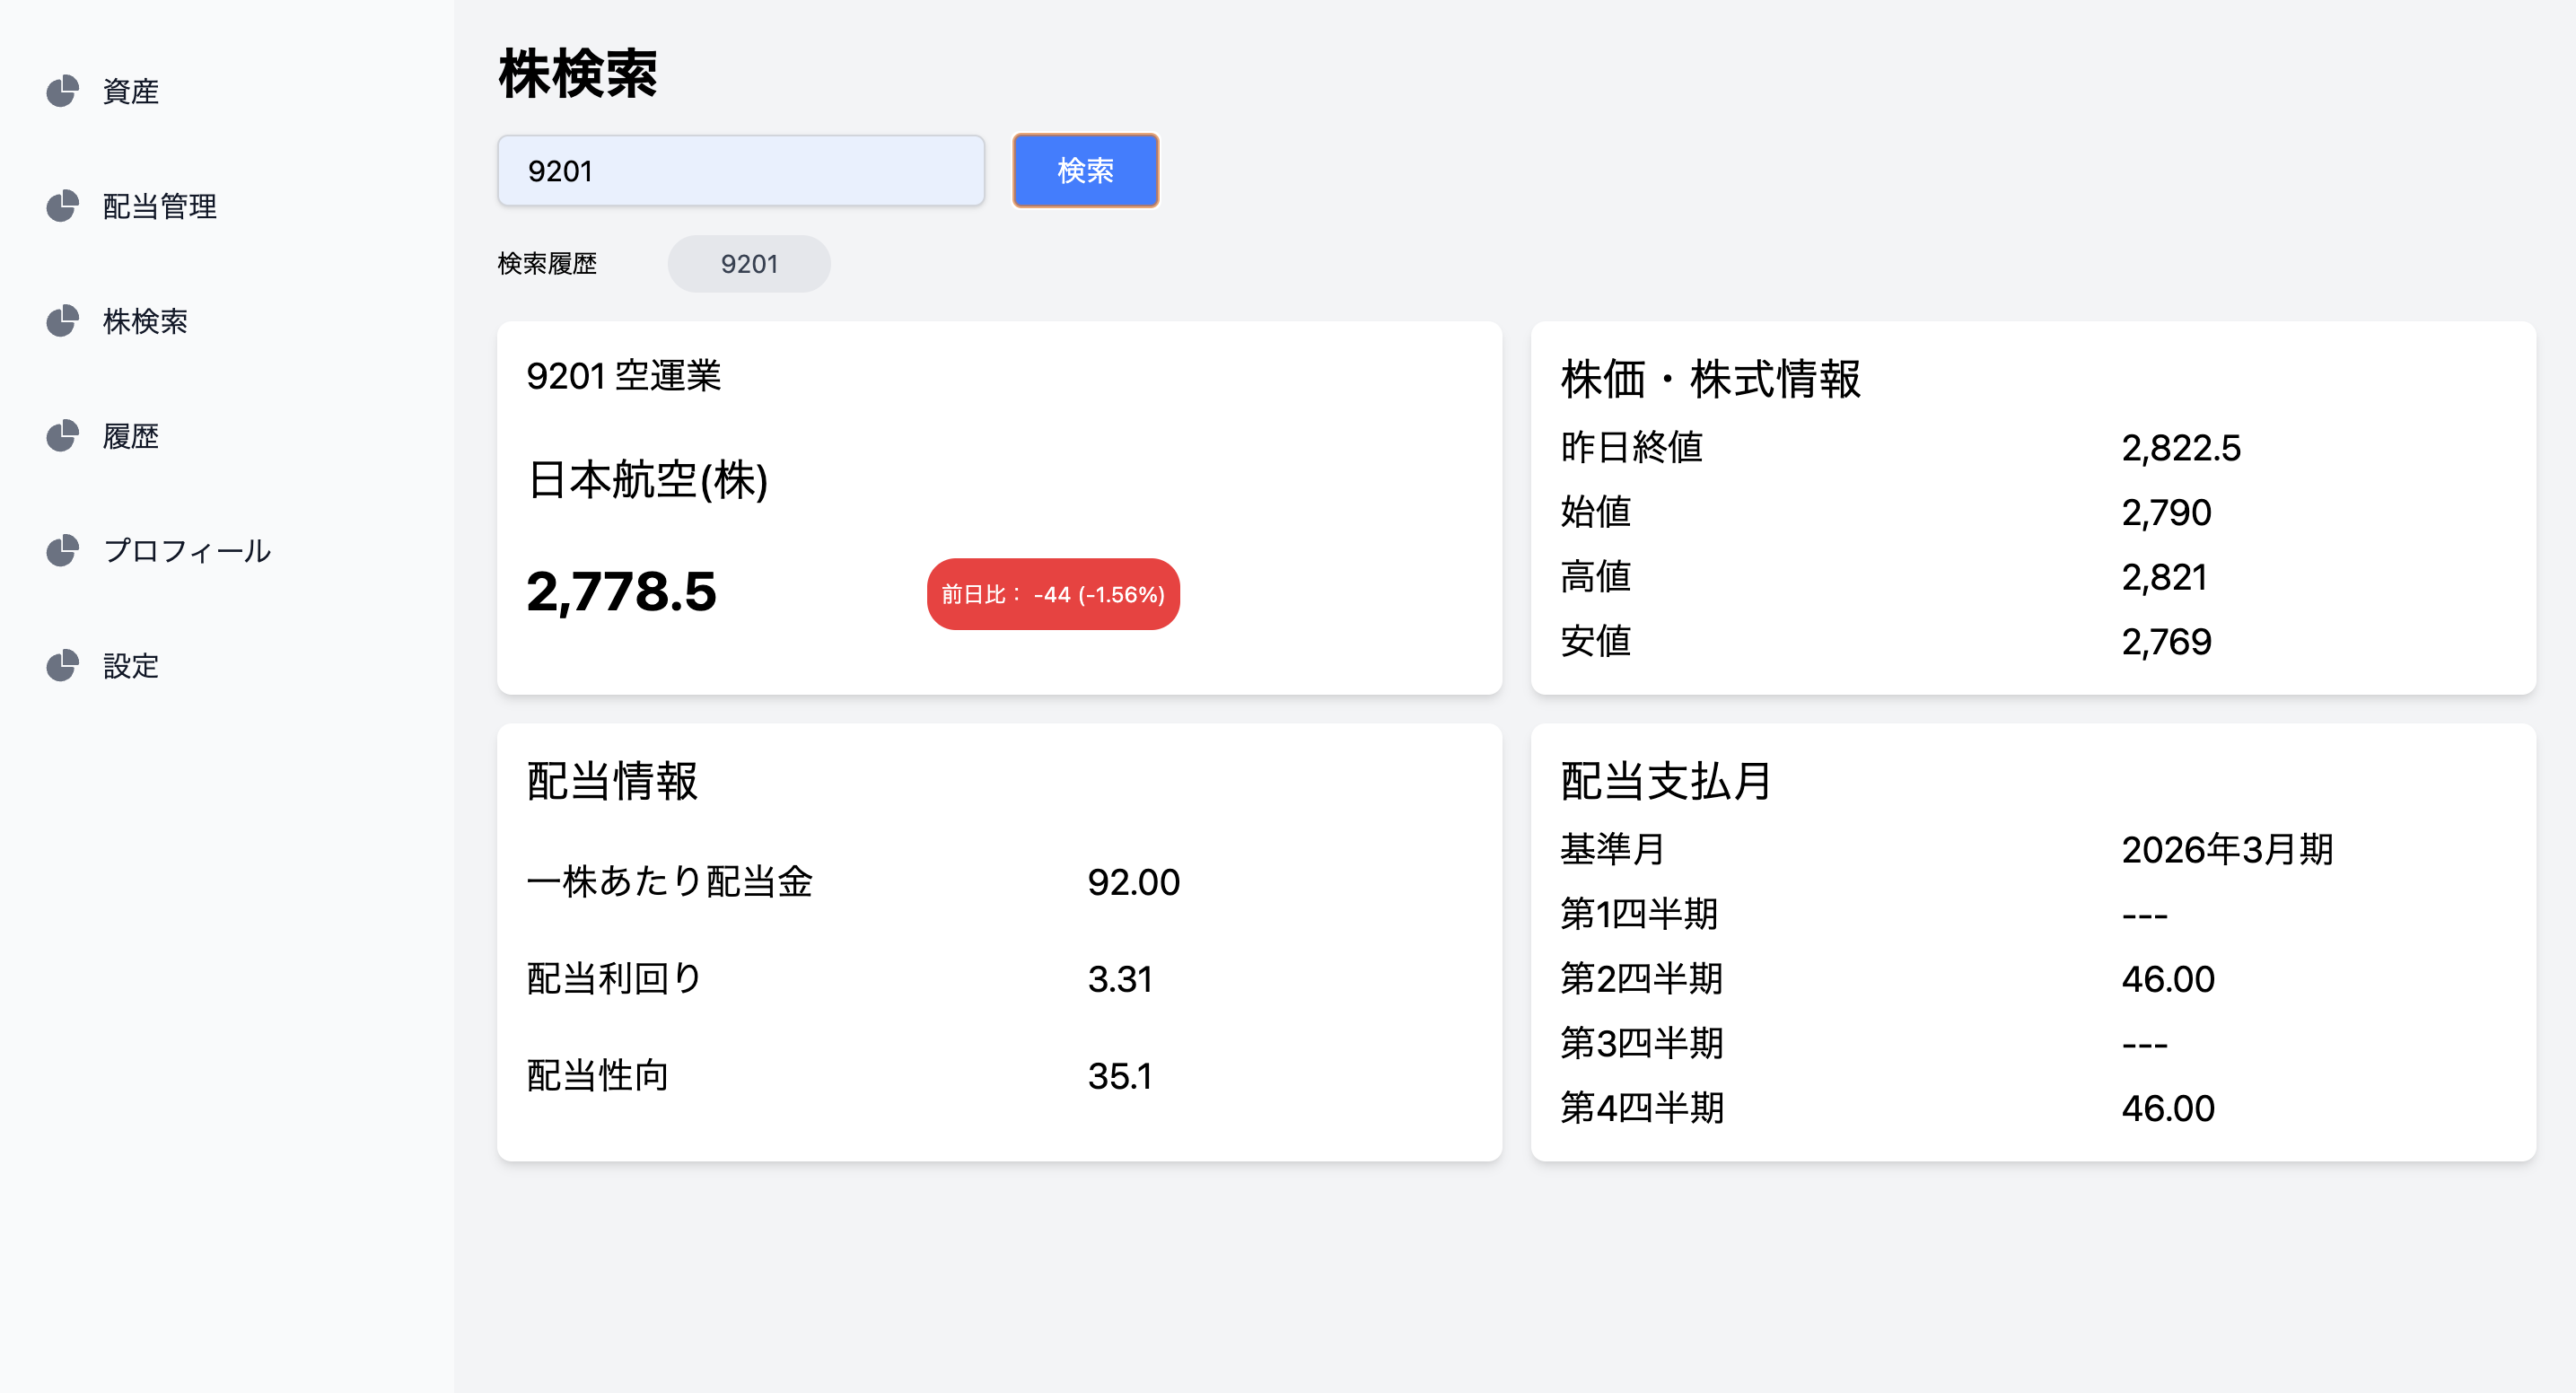 資産
配当管理
株検索
履歴
プロフィール
設定
株検索
9201
検索
検索履歴 9201
9201 空運業
日本航空(株)
2,778.5 前日比： -44 (-1.56%)
株価・株式情報
昨日終値 2,822.5
始値 2,790
高値 2,821
安値 2,769
配当情報
一株あたり配当金 92.00
配当利回り 3.31
配当性向 35.1
配当支払月
基準月 2026年3月期
第1四半期 ---
第2四半期 46.00
第3四半期 ---
第4四半期 46.00